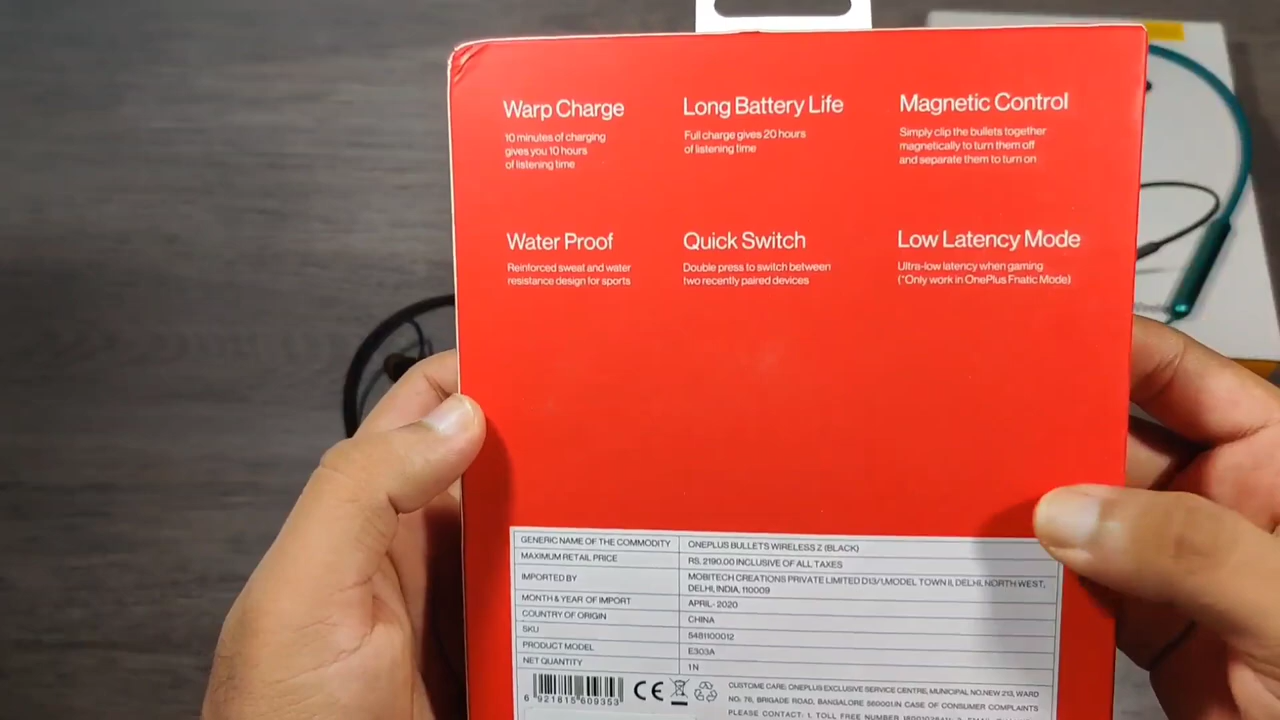 Warp Charge
10 minutes of charging
gives you 10 hours
of listening time
Long Battery Life
Full charge gives 20 hours
of listening time
Magnetic Control
Simply clip the bullets together
magnetically to turn them off
and separate them to turn on
Water Proof
Reinforced sweat and water
resistance design for sports
Quick Switch
Double press to switch between
two recently paired devices
Low Latency Mode
Ultra-low latency when gaming
(*Only work in OnePlus Fnatic Mode)
GENERIC NAME OF THE COMMODITY ONEPLUS BULLETS WIRELESS Z (BLACK)
MAXIMUM RETAIL PRICE RS. 2190.00 INCLUSIVE OF ALL TAXES
IMPORTED BY MOBITECH CREATIONS PRIVATE LIMITED D13/1,MODEL TOWN II, DELHI, NORTH WEST,
DELHI, INDIA, 110009
MONTH & YEAR OF IMPORT APRIL- 2020
COUNTRY OF ORIGIN CHINA
SKU 5481100012
PRODUCT MODEL E303A
NET QUANTITY 1 N
6 921815 609353
CE
CUSTOME CARE: ONEPLUS EXCLUSIVE SERVICE CENTRE, MUNICIPAL NO.NEW 213, WARD
NO: 76, BRIGADE ROAD, BANGALORE 560001.IN CASE OF CONSUMER COMPLAINTS
PLEASE CONTACT: 1. TOLL FREE NUMBER